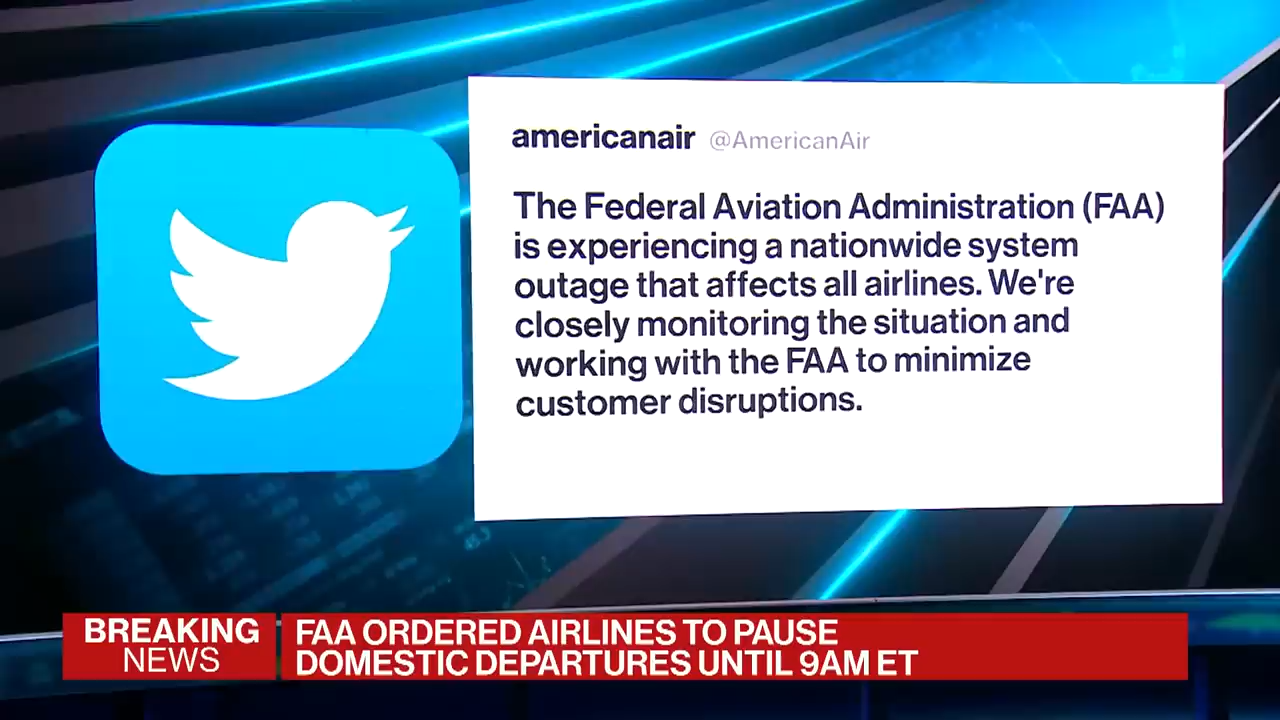 americanair @AmericanAir
The Federal Aviation Administration (FAA)
is experiencing a nationwide system
outage that affects all airlines. We're
closely monitoring the situation and
working with the FAA to minimize
customer disruptions.
BREAKING
NEWS
FAA ORDERED AIRLINES TO PAUSE
DOMESTIC DEPARTURES UNTIL 9AM ET